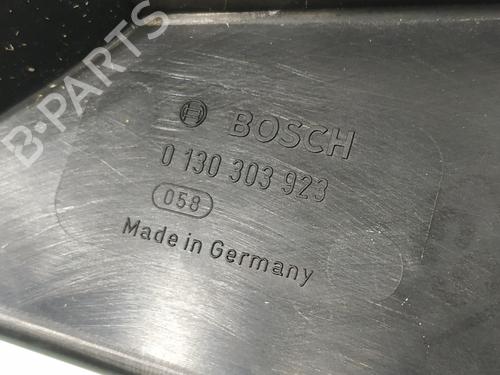 B-PARTS
BOSCH
0 130 303 923
058
Made in Germany